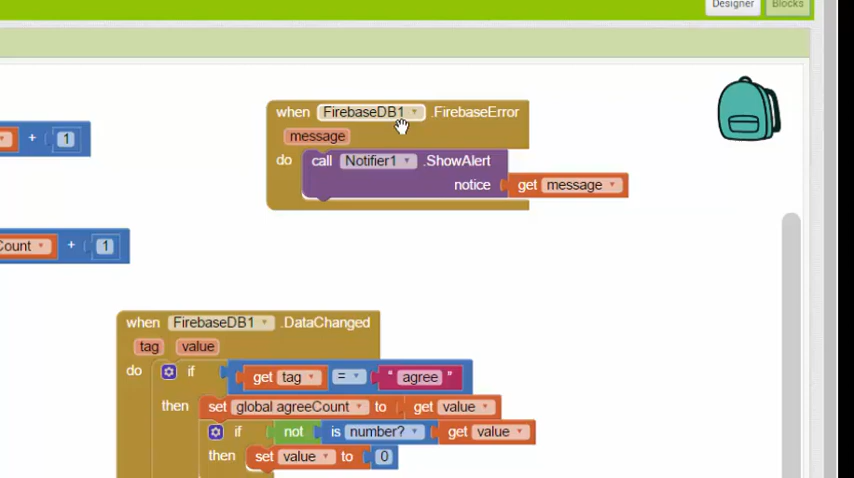 Designer Blocks
when FirebaseDB1 .FirebaseError
message
+ 1
do call Notifier1 .ShowAlert
notice get message
Count + 1
when FirebaseDB1 .DataChanged
tag value
do if get tag = " agree "
then set global agreeCount to get value
if not is number? get value
then set value to 0